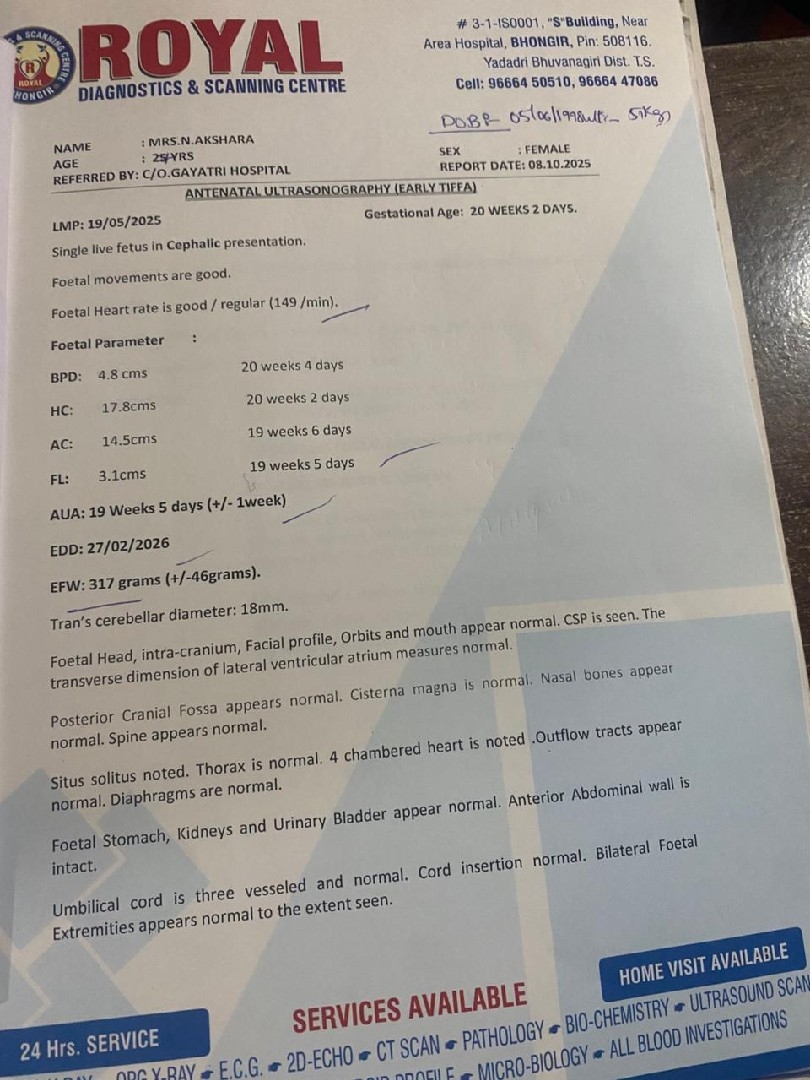 ROYAL
DIAGNOSTICS & SCANNING CENTRE
# 3-1-IS0001, "S"Building, Near
Area Hospital, BHONGIR, Pin: 508116.
Yadadri Bhuvanagiri Dist. T.S.
Cell: 96664 50510, 96664 47086
NAME : MRS.N.AKSHARA
AGE : 25YRS
SEX : FEMALE
REFERRED BY: C/O.GAYATRI HOSPITAL
REPORT DATE: 08.10.2025
ANTENATAL ULTRASONOGRAPHY (EARLY TIFFA)
LMP: 19/05/2025 Gestational Age: 20 WEEKS 2 DAYS.
Single live fetus in Cephalic presentation.
Foetal movements are good.
Foetal Heart rate is good / regular (149 /min).
Foetal Parameter :
BPD: 4.8 cms 20 weeks 4 days
HC: 17.8cms 20 weeks 2 days
AC: 14.5cms 19 weeks 6 days
FL: 3.1cms 19 weeks 5 days
AUA: 19 Weeks 5 days (+/- 1week)
EDD: 27/02/2026
EFW: 317 grams (+/-46grams).
Tran's cerebellar diameter: 18mm.
Foetal Head, intra-cranium, Facial profile, Orbits and mouth appear normal. CSP is seen. The
transverse dimension of lateral ventricular atrium measures normal.
Posterior Cranial Fossa appears normal. Cisterna magna is normal. Nasal bones appear
normal. Spine appears normal.
Situs solitus noted. Thorax is normal. 4 chambered heart is noted .Outflow tracts appear
normal. Diaphragms are normal.
Foetal Stomach, Kidneys and Urinary Bladder appear normal. Anterior Abdominal wall is
intact.
Umbilical cord is three vesseled and normal. Cord insertion normal. Bilateral Foetal
Extremities appears normal to the extent seen.
HOME VISIT AVAILABLE
SERVICES AVAILABLE
24 Hrs. SERVICE
X-RAY E.C.G. 2D-ECHO CT SCAN PATHOLOGY BIO-CHEMISTRY ULTRASOUND SCAN
PROFILE MICRO-BIOLOGY ALL BLOOD INVESTIGATIONS